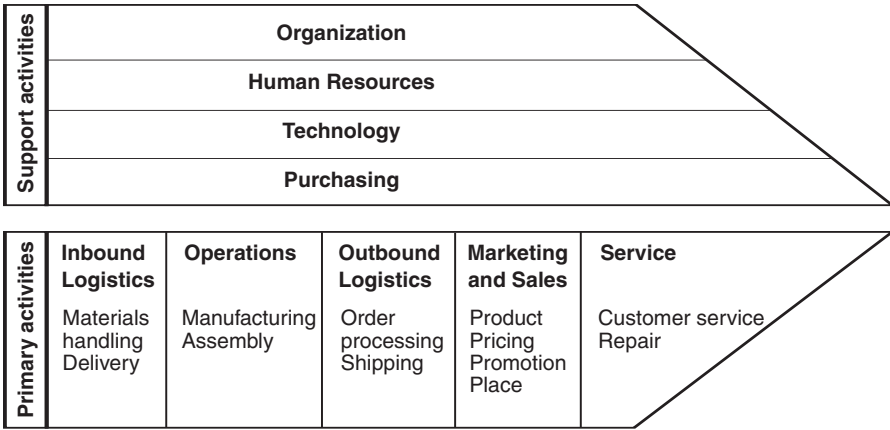 Support activities
Organization
Human Resources
Technology
Purchasing
Primary activities
Inbound
Logistics
Materials
handling
Delivery
Operations
Manufacturing
Assembly
Outbound
Logistics
Order
processing
Shipping
Marketing
and Sales
Product
Pricing
Promotion
Place
Service
Customer service
Repair